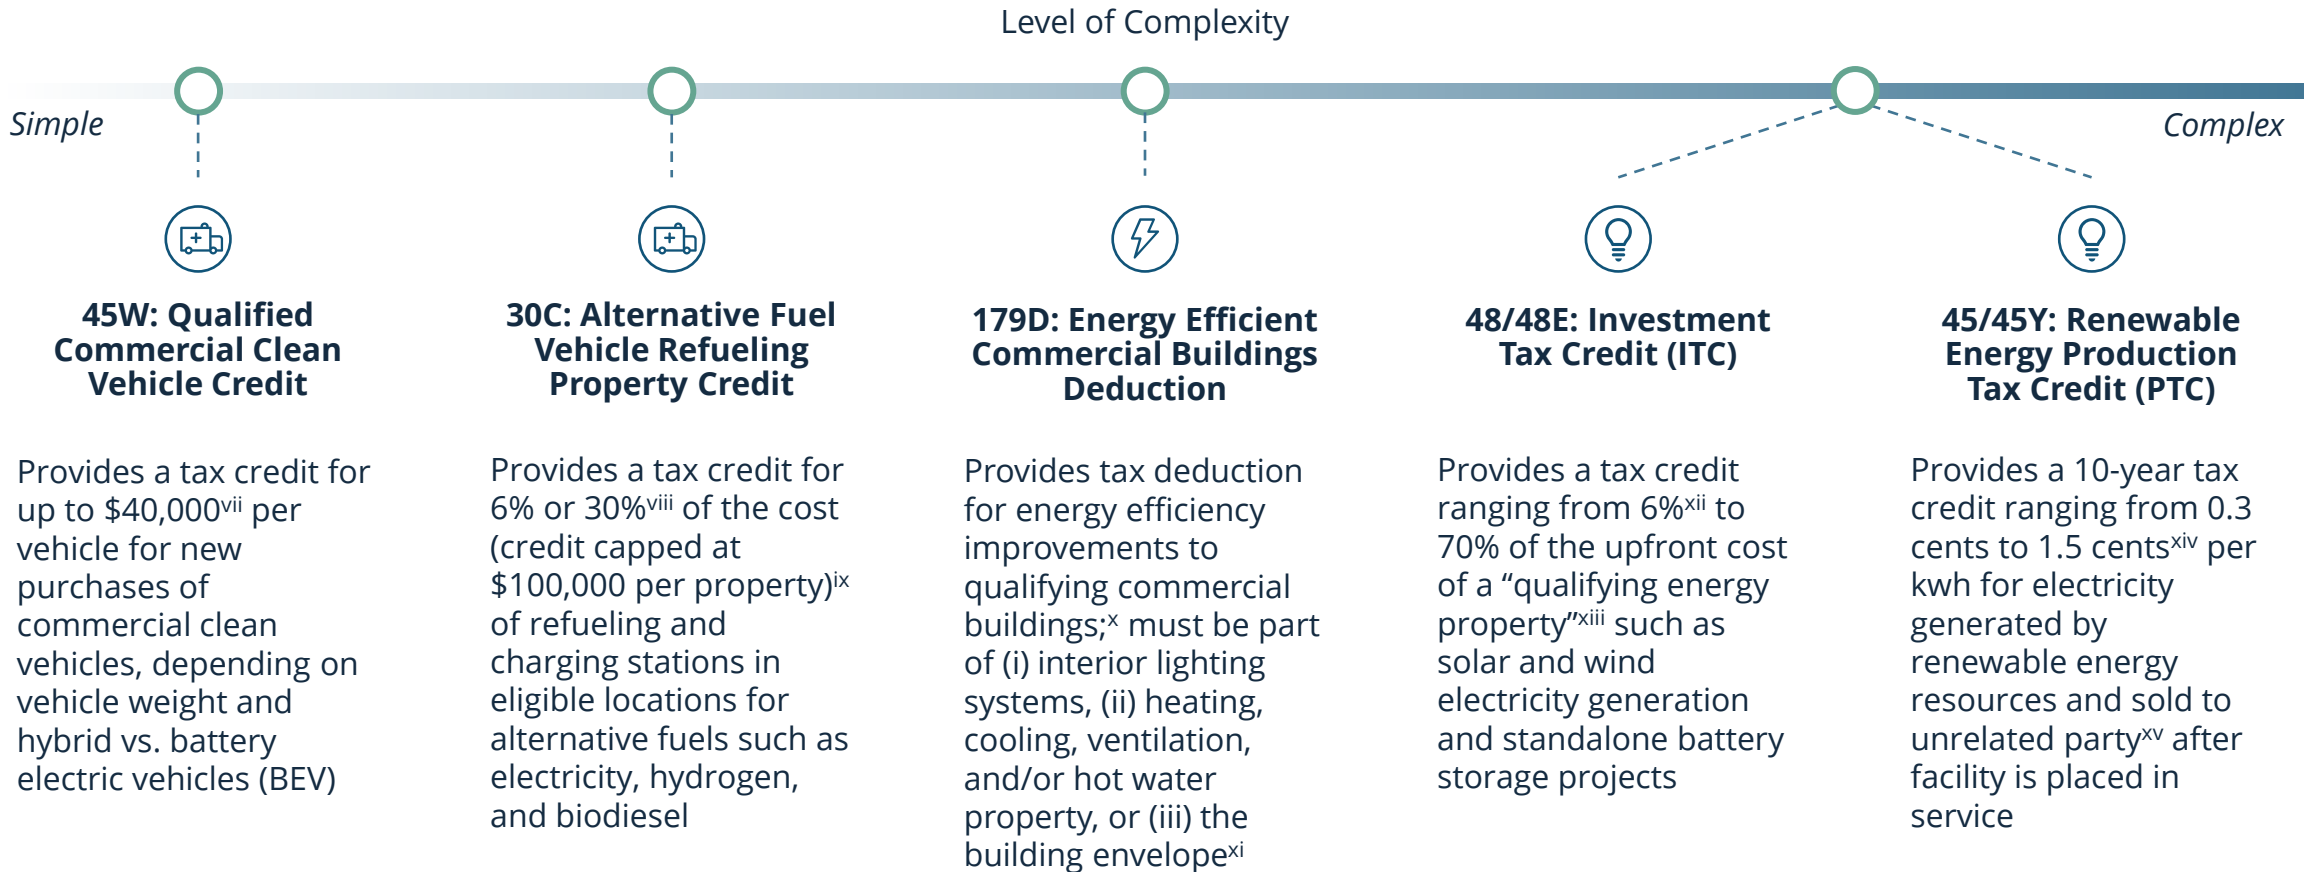 Level of Complexity
Simple
Complex
45W: Qualified
Commercial Clean
Vehicle Credit
Provides a tax credit for
up to $40,000vii per
vehicle for new
purchases of
commercial clean
vehicles, depending on
vehicle weight and
hybrid vs. battery
electric vehicles (BEV)
30C: Alternative Fuel
Vehicle Refueling
Property Credit
Provides a tax credit for
6% or 30%viii of the cost
(credit capped at
$100,000 per property)ix
of refueling and
charging stations in
eligible locations for
alternative fuels such as
electricity, hydrogen,
and biodiesel
179D: Energy Efficient
Commercial Buildings
Deduction
Provides tax deduction
for energy efficiency
improvements to
qualifying commercial
buildings;x must be part
of (i) interior lighting
systems, (ii) heating,
cooling, ventilation,
and/or hot water
property, or (iii) the
building envelopexi
48/48E: Investment
Tax Credit (ITC)
Provides a tax credit
ranging from 6%xii to
70% of the upfront cost
of a “qualifying energy
property”xiii such as
solar and wind
electricity generation
and standalone battery
storage projects
45/45Y: Renewable
Energy Production
Tax Credit (PTC)
Provides a 10-year tax
credit ranging from 0.3
cents to 1.5 centsxiv per
kwh for electricity
generated by
renewable energy
resources and sold to
unrelated partyxv after
facility is placed in
service